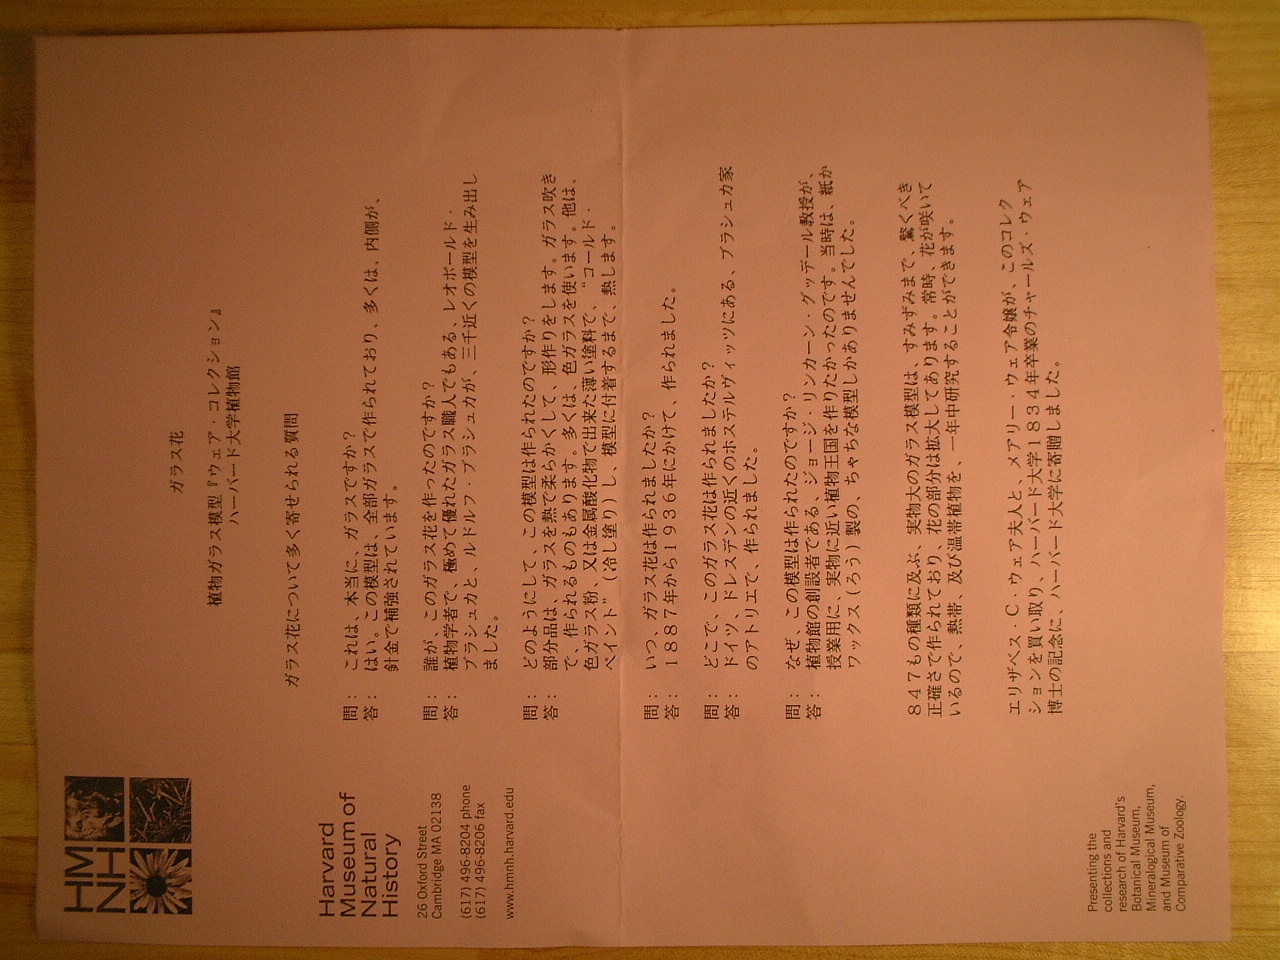 HM
NH
Harvard
Museum of
Natural
History
26 Oxford Street
Cambridge MA 02138
(617) 496-8204 phone
(617) 496-8206 fax
www.hmnh.harvard.edu
Presenting the
collections and
research of Harvard's
Botanical Museum,
Mineralogical Museum,
and Museum of
Comparative Zoology.
ガラス花
植物ガラス模型『ウェア・コレクション』
ハーバード大学植物館
ガラス花について多く寄せられる質問
問： これは、本当に、ガラスですか？
答： はい。この模型は、全部ガラスで作られており、多くは、内側が、
針金で補強されています。
問： 誰が、このガラス花を作ったのですか？
答： 植物学者で、極めて優れたガラス職人でもある、レオポールド・
ブラシュカと、ルドルフ・ブラシュカが、三千近くの模型を生み出し
ました。
問： どのようにして、この模型は作られたのですか？
答： 部分品は、ガラスを熱で柔らかくして、形作りをします。ガラス吹き
で、作られるものもあります。多くは、色ガラスを使います。他は、
色ガラス粉、又は金属酸化物で出来た薄い塗料で、“コールド・
ペイント”（冷し塗り）し、模型に付着するまで、熱します。
問： いつ、ガラス花は作られましたか？
答： １８８７年から１９３６年にかけて、作られました。
問： どこで、このガラス花は作られましたか？
答： ドイツ、ドレスデンの近くのホステルヴィッツにある、ブラシュカ家
のアトリエで、作られました。
問： なぜ、この模型は作られたのですか？
答： 植物館の創設者である、ジョージ・リンカーン・グッデール教授が、
授業用に、実物に近い植物王国を作りたかったのです。当時は、紙か
ワックス（ろう）製の、ちゃちな模型しかありませんでした。
８４７もの種類に及ぶ、実物大のガラス模型は、すみずみまで、驚くべき
正確さで作られており、花の部分は拡大してあります。常時、花が咲いて
いるので、熱帯、及び温帯植物を、一年中研究することができます。
エリザベス・Ｃ・ウェア夫人と、メアリー・ウェア令嬢が、このコレク
ションを買い取り、ハーバード大学１８３４年卒業のチャールズ・ウェア
博士の記念に、ハーバード大学に寄贈しました。